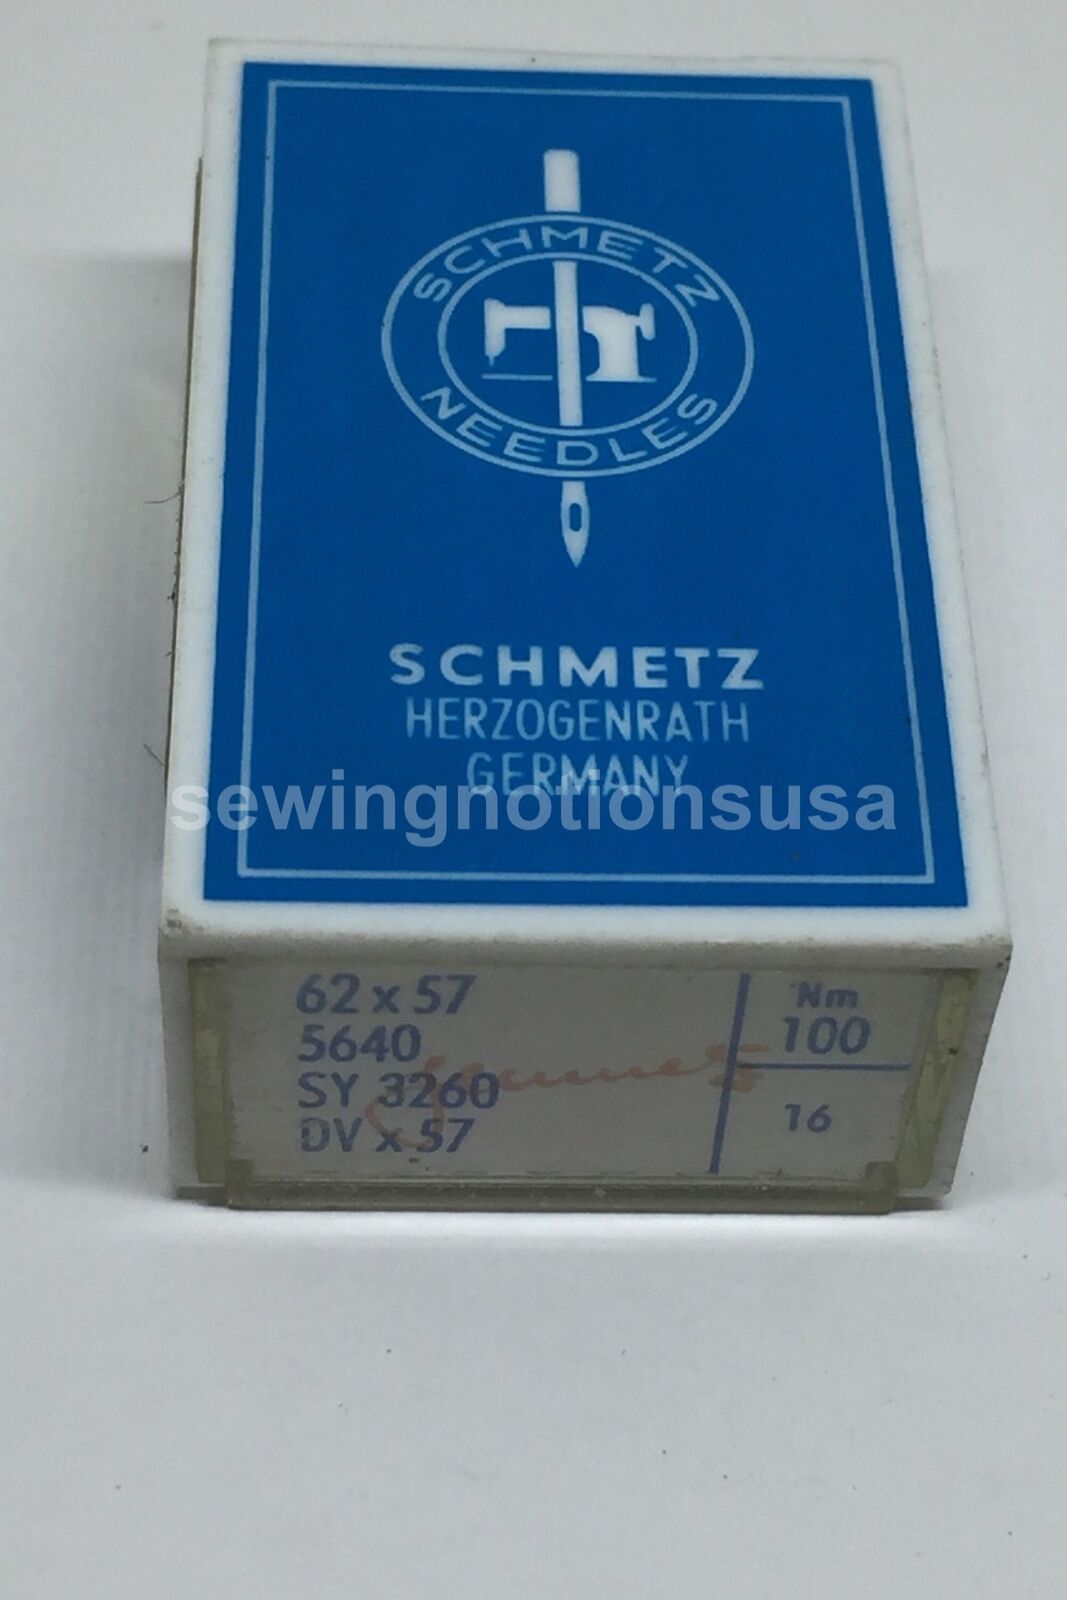 SCHMETZ
NEEDLES
SCHMETZ
HERZOGENRATH
GERMANY
sewingnotionsusa
62 x 57
5640
SY 3260
DV x 57
Nm
100
16